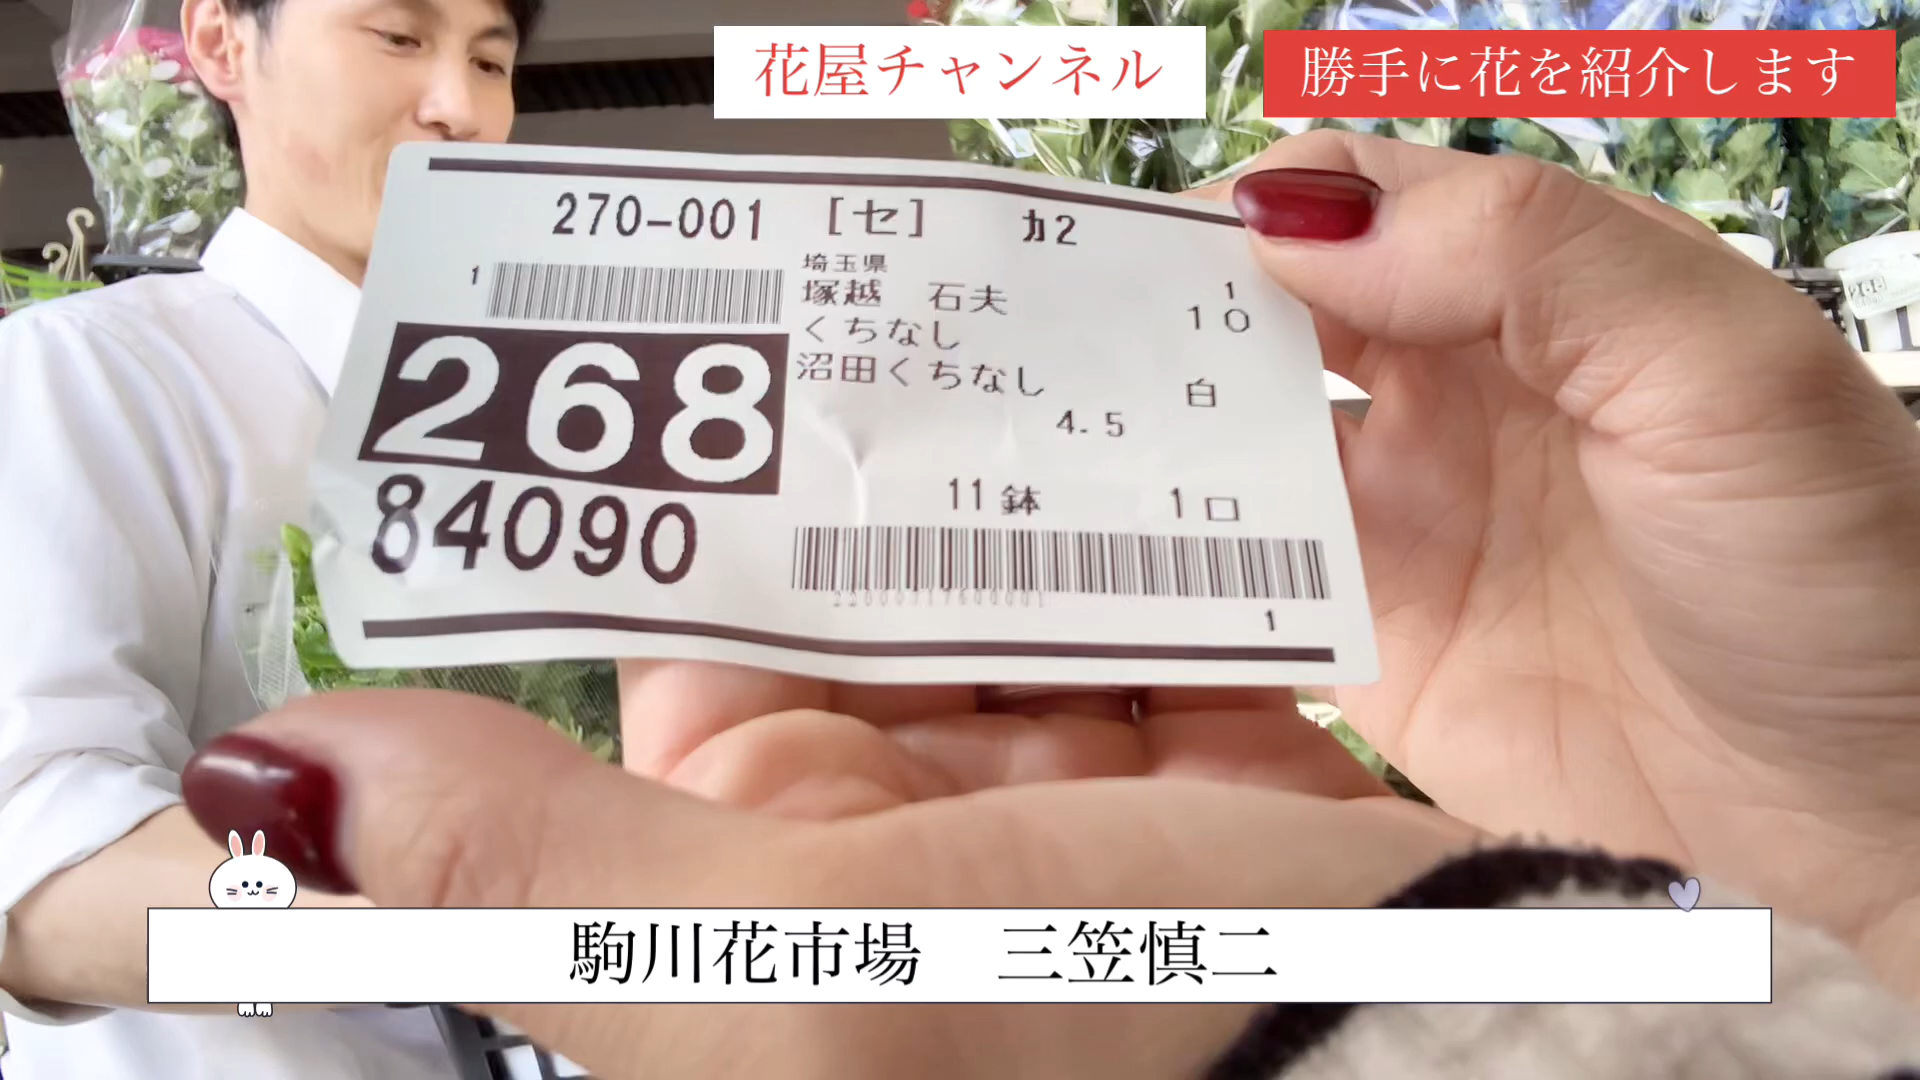 花屋チャンネル
勝手に花を紹介します
270-001 [セ] カ2
1
埼玉県
塚越 石夫
1
10
くちなし
沼田くちなし
白
4.5
268
84090
11鉢 1口
1
駒川花市場 三笠慎二